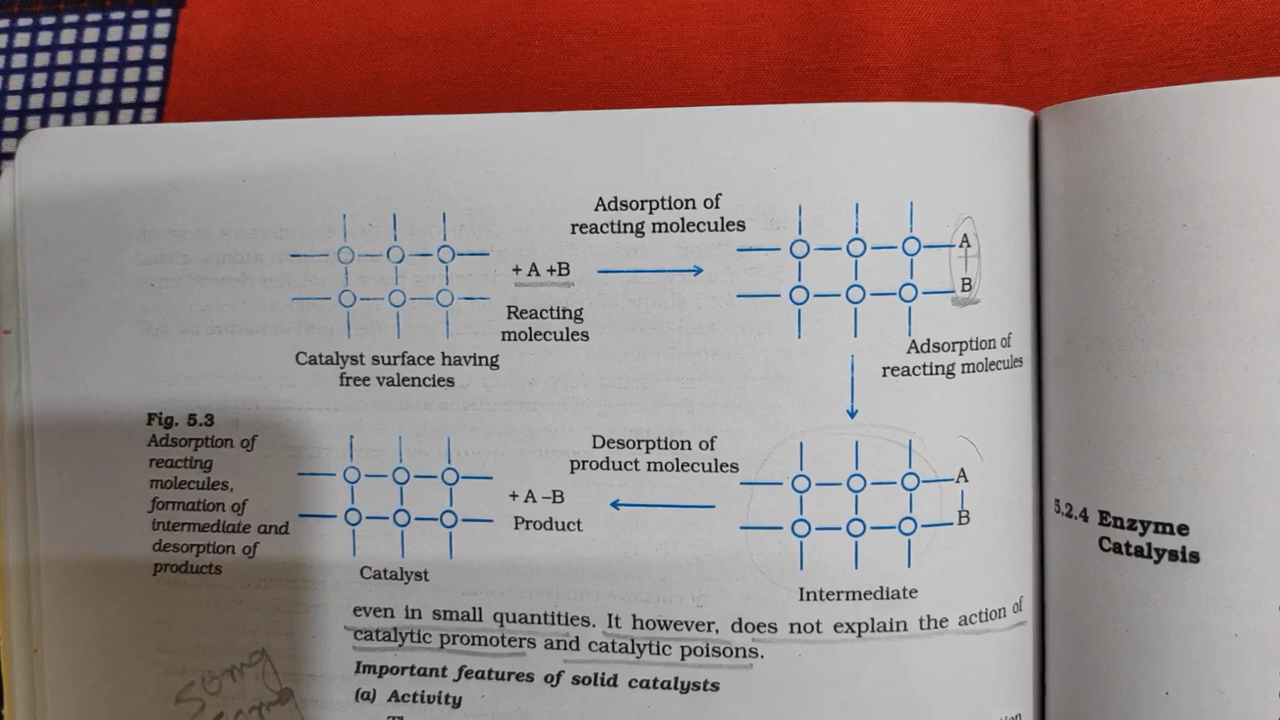 Adsorption of
reacting molecules
+ A +B
Reacting
molecules
A
B
Catalyst surface having
free valencies
Adsorption of
reacting molecules
Fig. 5.3
Adsorption of
reacting
molecules,
formation of
intermediate and
desorption of
products
Desorption of
product molecules
+ A –B
Product
A
B
Catalyst
Intermediate
even in small quantities. It however, does not explain the action of
catalytic promoters and catalytic poisons.
Important features of solid catalysts
(a) Activity
5.2.4 Enzyme
Catalysis